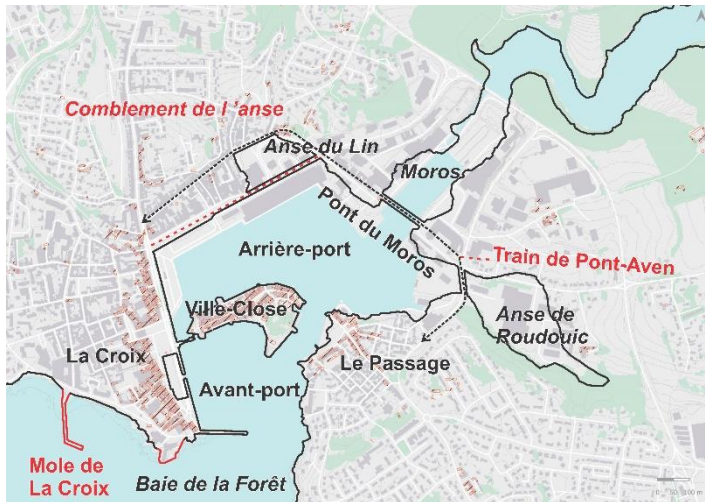 Comblement de l 'anse
Anse du Lin
Moros
Arrière-port
Pont du Moros
Train de Pont-Aven
Ville-Close
Anse de
Roudouic
La Croix
Le Passage
Avant-port
Mole de
La Croix
Baie de la Forêt